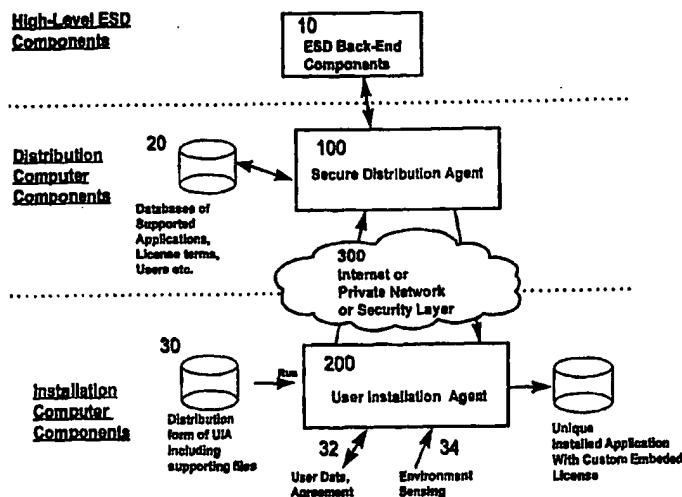 High-Level ESD
Components
10
ESD Back-End
Components
Distribution
Computer
Components
20
Databases of
Supported
Applications,
License terms,
Users etc.
100
Secure Distribution Agent
300
Internet or
Private Network
or Security Layer
Installation
Computer
Components
30
Distribution
form of UIA
including
supporting files
Run
200
User Installation Agent
32
User Data,
Agreement
34
Environment
Sensing
Unique
Installed Application
With Custom Embeded
License